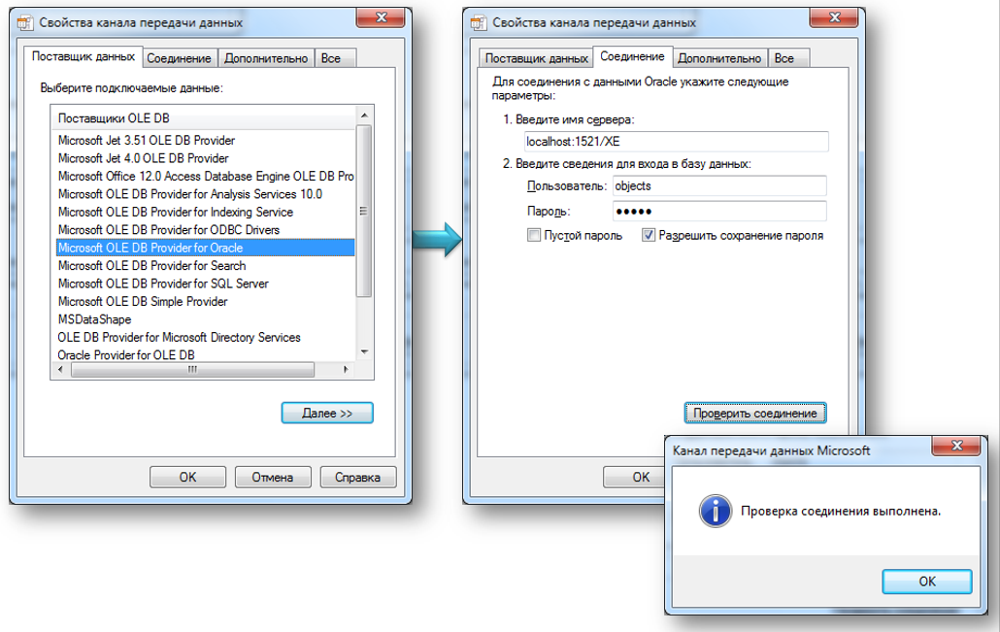 Свойства канала передачи данных
Поставщик данных Соединение Дополнительно Все
Выберите подключаемые данные:
Поставщики OLE DB
Microsoft Jet 3.51 OLE DB Provider
Microsoft Jet 4.0 OLE DB Provider
Microsoft Office 12.0 Access Database Engine OLE DB Pro
Microsoft OLE DB Provider for Analysis Services 10.0
Microsoft OLE DB Provider for Indexing Service
Microsoft OLE DB Provider for ODBC Drivers
Microsoft OLE DB Provider for Oracle
Microsoft OLE DB Provider for Search
Microsoft OLE DB Provider for SQL Server
Microsoft OLE DB Simple Provider
MSDataShape
OLE DB Provider for Microsoft Directory Services
Oracle Provider for OLE DB
Далее >>
OK Отмена Справка
Свойства канала передачи данных
Поставщик данных Соединение Дополнительно Все
Для соединения с данными Oracle укажите следующие
параметры:
1. Введите имя сервера:
localhost:1521/XE
2. Введите сведения для входа в базу данных:
Пользователь: objects
Пароль: •••••
Пустой пароль Разрешить сохранение пароля
Проверить соединение
OK
Канал передачи данных Microsoft
Проверка соединения выполнена.
OK